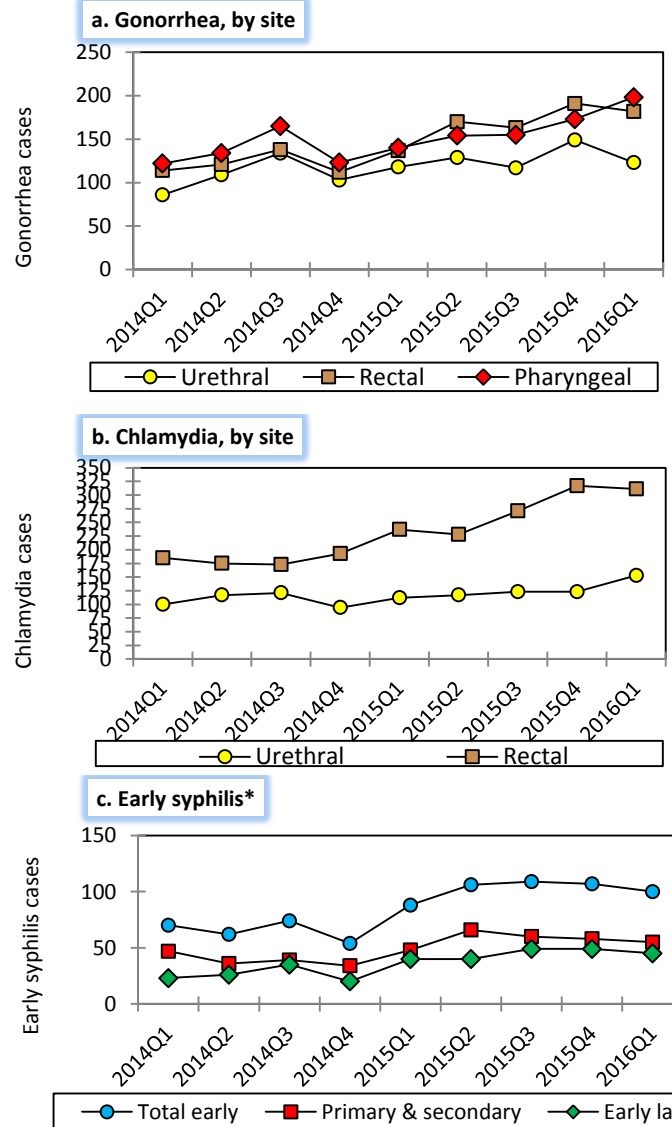 a. Gonorrhea, by site
250
200
150
100
50
0
Gonorrhea cases
2014Q1 2014Q2 2014Q3 2014Q4 2015Q1 2015Q2 2015Q3 2015Q4 2016Q1
Urethral Rectal Pharyngeal
b. Chlamydia, by site
350
325
300
275
250
225
200
175
150
125
100
75
50
25
0
Chlamydia cases
2014Q1 2014Q2 2014Q3 2014Q4 2015Q1 2015Q2 2015Q3 2015Q4 2016Q1
Urethral Rectal
c. Early syphilis*
150
100
50
0
Early syphilis cases
2014Q1 2014Q2 2014Q3 2014Q4 2015Q1 2015Q2 2015Q3 2015Q4 2016Q1
Total early Primary & secondary Early la